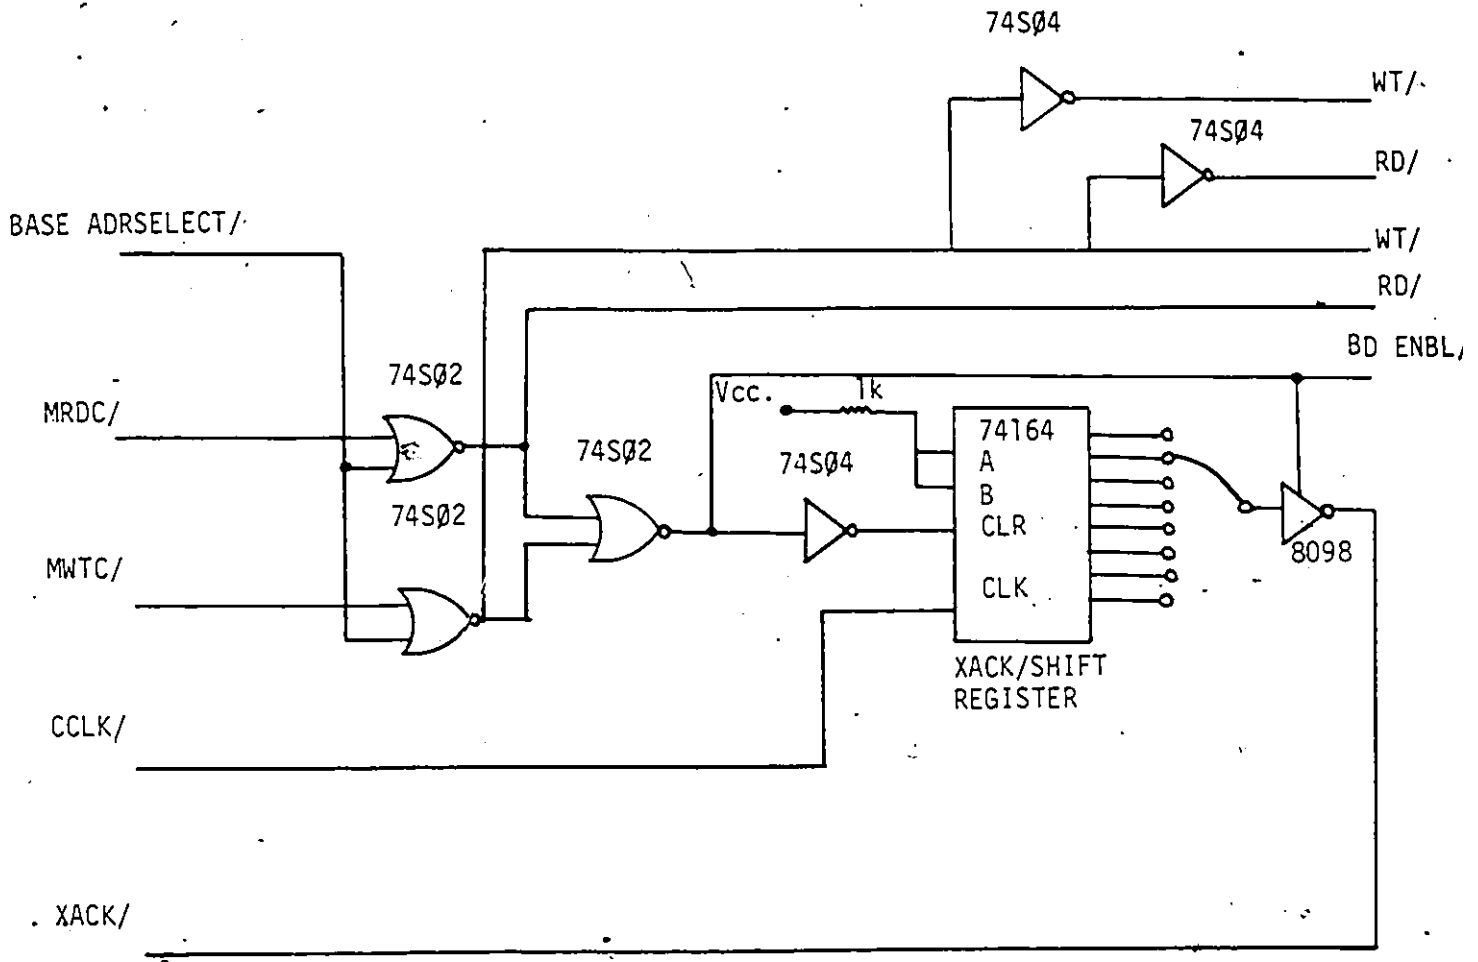 74SØ4
WT/
74SØ4
RD/
BASE ADRSELECT/
WT/
RD/
BD ENBL/
74SØ2
Vcc.
1k
MRDC/
74164
74SØ2
74SØ4
A
B
74SØ2
CLR
8098
MWTC/
CLK
XACK/SHIFT
REGISTER
CCLK/
XACK/